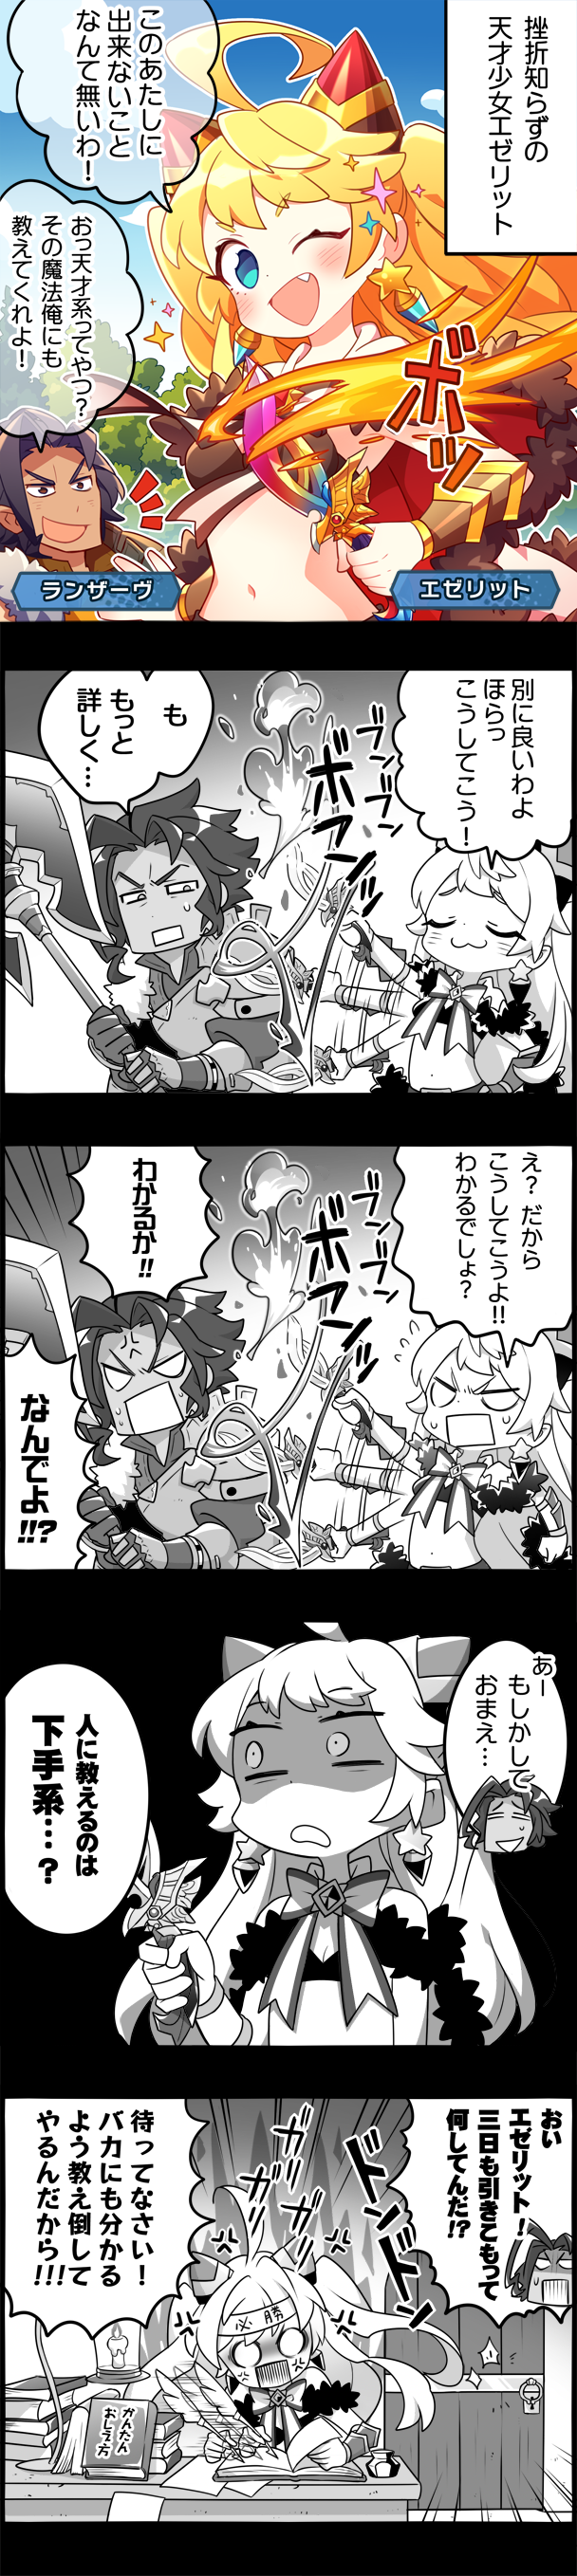 挫折知らずの
天才少女エゼリット
このあたしに
出来ないこと
なんて無いわ！
おっ天才系ってやつ？
その魔法俺にも
教えてくれよ！
ボッ
ランザーヴ
エゼリット
別に良いわよ
ほらっ
こうしてこう！
ブンブン
ボアン！
も
もっと
詳しく…
え？だから
こうしてこうよ!!
わかるでしょ？
ブンブン
ボアン！
わかるか!!
なんでよ!!?
あー
もしかして
おまえ…
人に教えるのは
下手系…？
おい
エゼリット！
三日も引きこもって
何してんだ!?
ドンドン
ガリガリ
待ってなさい！
バカにも分かる
よう教え倒して
やるんだから!!!
必勝
かんたん
おしえ方